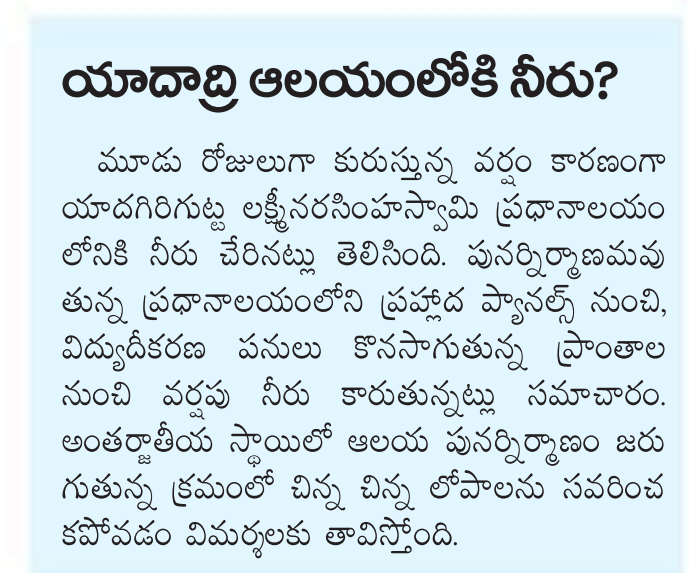 యాదాద్రి ఆలయంలోకి నీరు?
మూడు రోజులుగా కురుస్తున్న వర్షం కారణంగా
యాదగిరిగుట్ట లక్ష్మీనరసింహస్వామి ప్రధానాలయం
లోనికి నీరు చేరినట్లు తెలిసింది. పునర్నిర్మాణమవు
తున్న ప్రధానాలయంలోని ప్రహ్లాద ప్యానల్స్ నుంచి,
విద్యుదీకరణ పనులు కొనసాగుతున్న ప్రాంతాల
నుంచి వర్షపు నీరు కారుతున్నట్లు సమాచారం.
అంతర్జాతీయ స్థాయిలో ఆలయ పునర్నిర్మాణం జరు
గుతున్న క్రమంలో చిన్న చిన్న లోపాలను సవరించ
కపోవడం విమర్శలకు తావిస్తోంది.